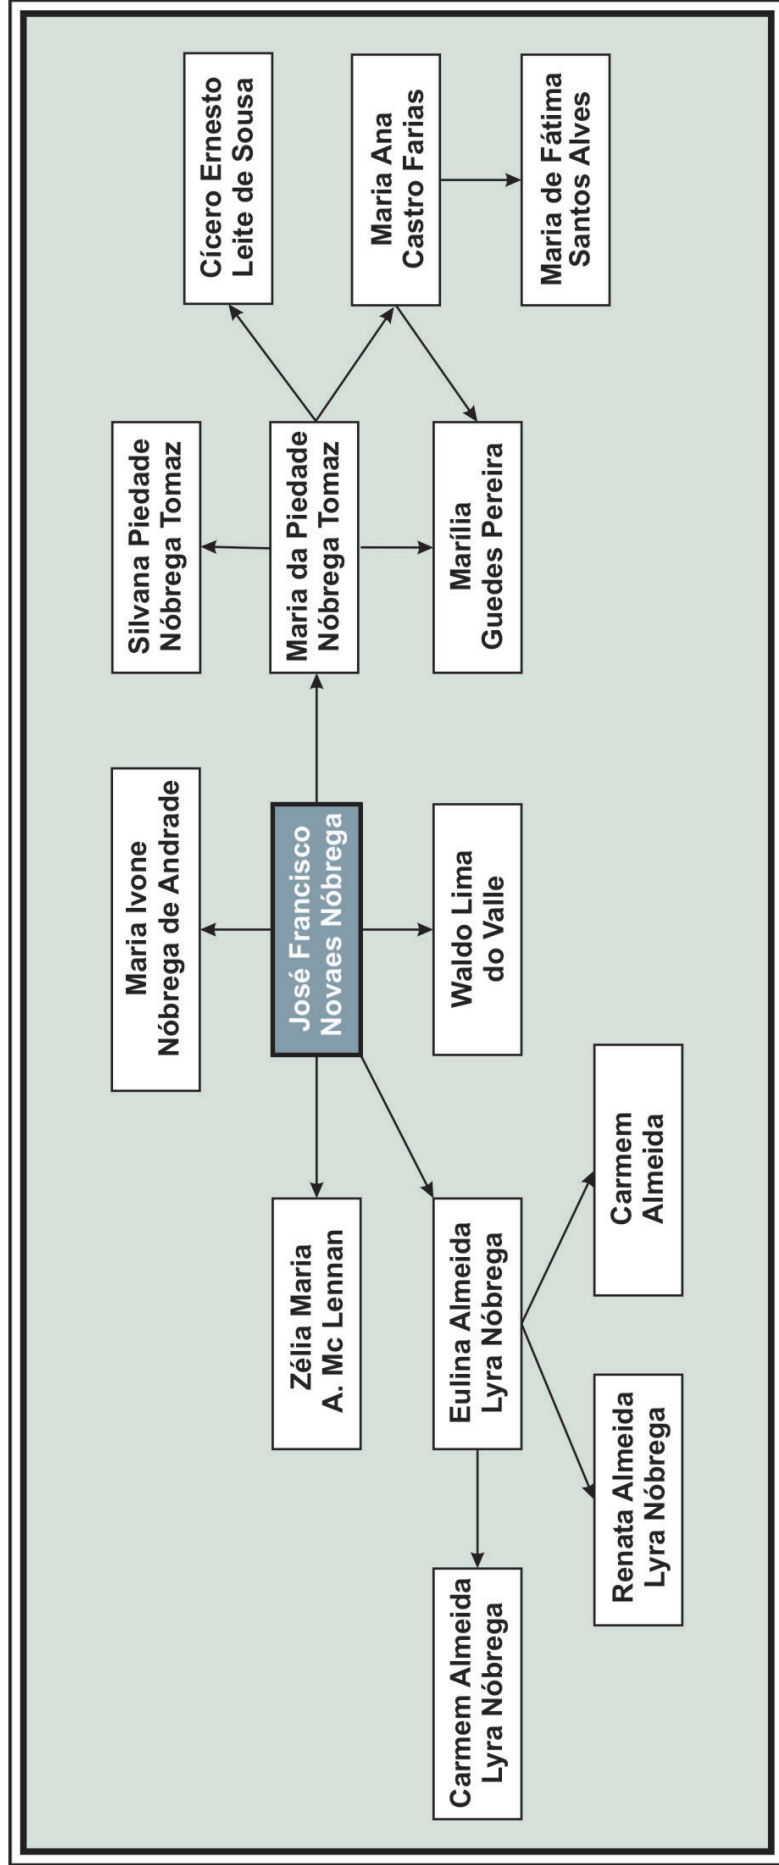 Maria Ivone
Nóbrega de Andrade
Silvana Piedade
Nóbrega Tomaz
Cícero Ernesto
Leite de Sousa
Zélia Maria
A. Mc Lennan
José Francisco
Novaes Nóbrega
Maria da Piedade
Nóbrega Tomaz
Maria Ana
Castro Farias
Carmem Almeida
Lyra Nóbrega
Eulina Almeida
Lyra Nóbrega
Waldo Lima
do Valle
Marília
Guedes Pereira
Maria de Fátima
Santos Alves
Renata Almeida
Lyra Nóbrega
Carmem
Almeida